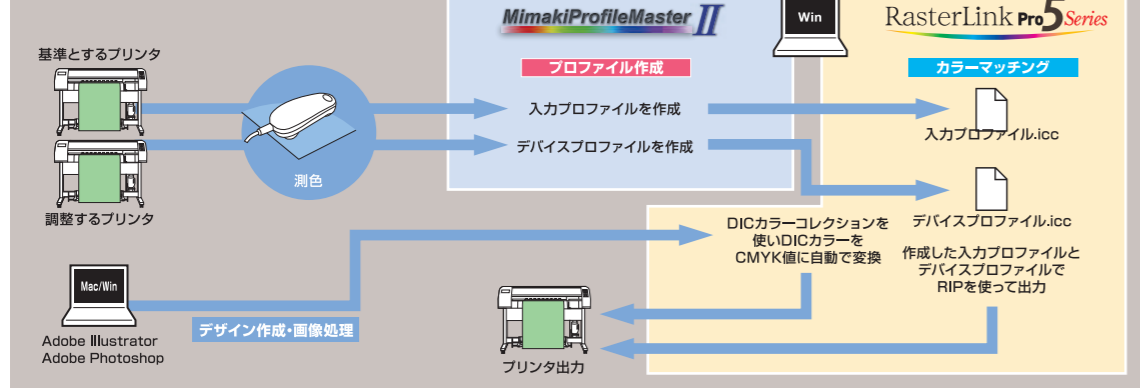 MimakiProfileMaster II
Win
RasterLink Pro5 Series
基準とするプリンタ
プロファイル作成
カラーマッチング
入力プロファイルを作成
入力プロファイル.icc
デバイスプロファイルを作成
測色
調整するプリンタ
デバイスプロファイル.icc
DICカラーコレクションを
使いDICカラーを
CMYK値に自動で変換
作成した入力プロファイルと
デバイスプロファイルで
RIPを使って出力
Mac/Win
デザイン作成・画像処理
Adobe Illustrator
Adobe Photoshop
プリンタ出力